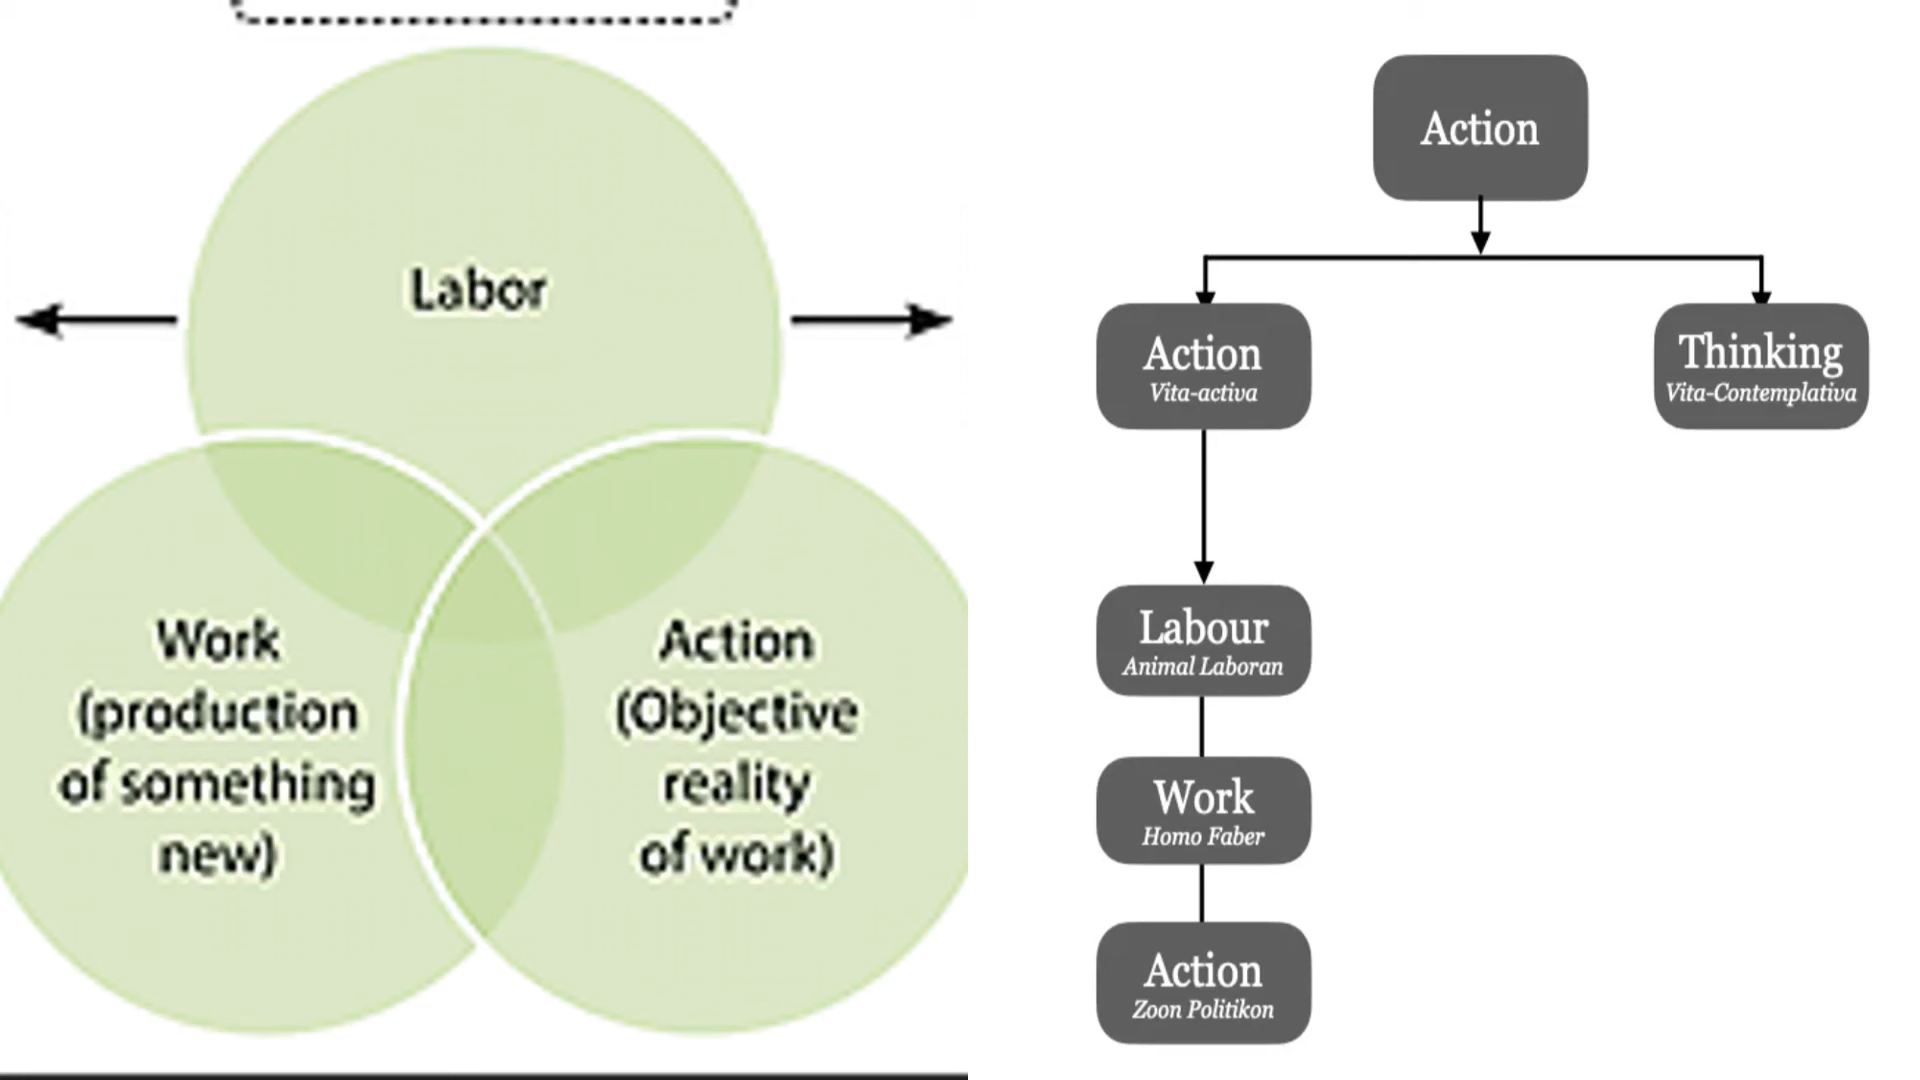 Labor
Work
(production
of something
new)
Action
(Objective
reality
of work)
Action
Action
Vita-activa
Thinking
Vita-Contemplativa
Labour
Animal Laboran
Work
Homo Faber
Action
Zoon Politikon